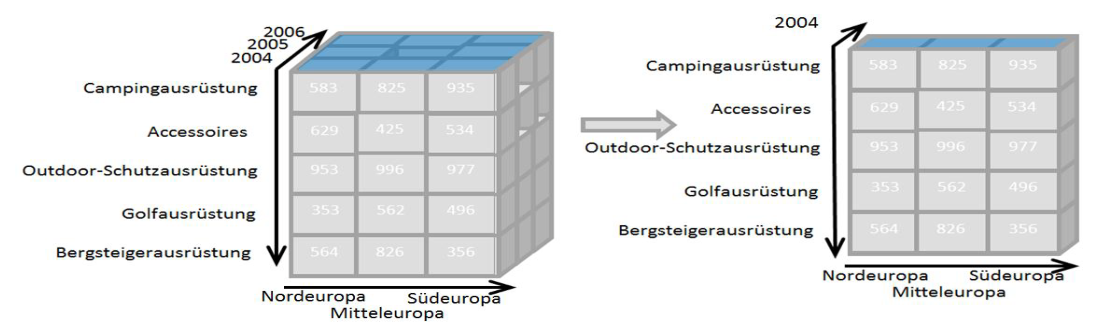 2006
2005
2004
Campingausrüstung 583 825 935
Accessoires 629 425 534
Outdoor-Schutzausrüstung 953 996 977
Golfausrüstung 353 562 496
Bergsteigerausrüstung 564 826 356
Nordeuropa Südeuropa
Mitteleuropa
2004
Campingausrüstung 583 825 935
Accessoires 629 425 534
Outdoor-Schutzausrüstung 953 996 977
Golfausrüstung 353 562 496
Bergsteigerausrüstung 564 826 356
Nordeuropa Südeuropa
Mitteleuropa